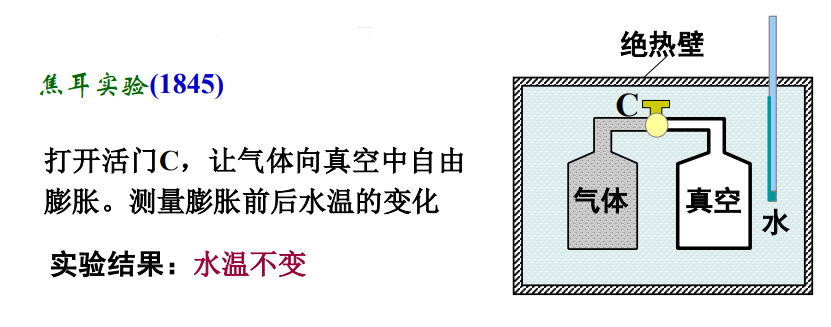 焦耳实验(1845)
打开活门C，让气体向真空中自由
膨胀。测量膨胀前后水温的变化
实验结果：水温不变
绝热壁
C
气体
真空
水